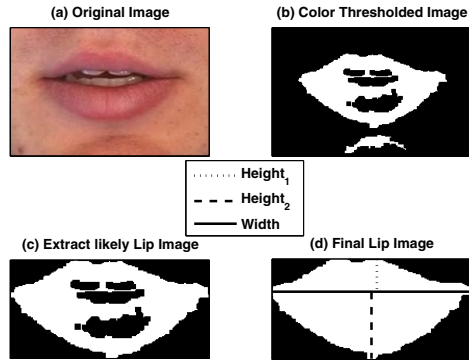 (a) Original Image
(b) Color Thresholded Image
Height1
Height2
Width
(c) Extract likely Lip Image
(d) Final Lip Image